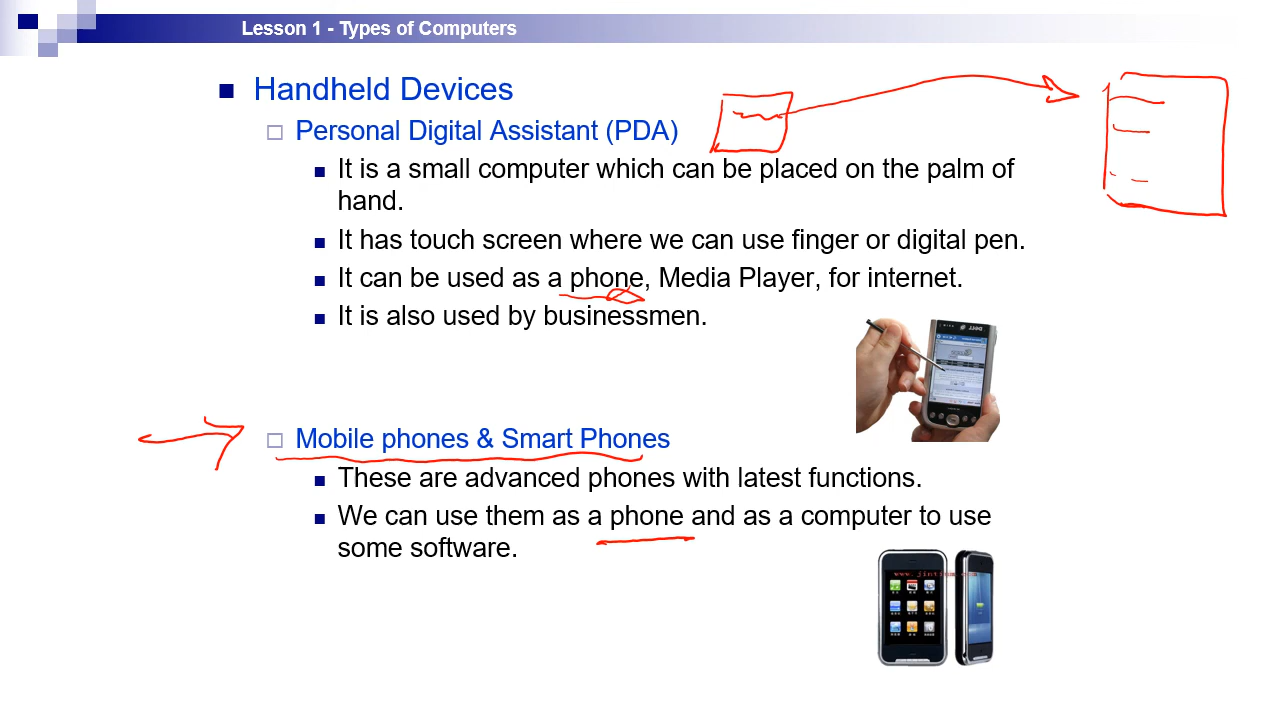 Lesson 1 - Types of Computers
Handheld Devices
Personal Digital Assistant (PDA)
It is a small computer which can be placed on the palm of
hand.
It has touch screen where we can use finger or digital pen.
It can be used as a phone, Media Player, for internet.
It is also used by businessmen.
DELL
Mobile phones & Smart Phones
These are advanced phones with latest functions.
We can use them as a phone and as a computer to use
some software.